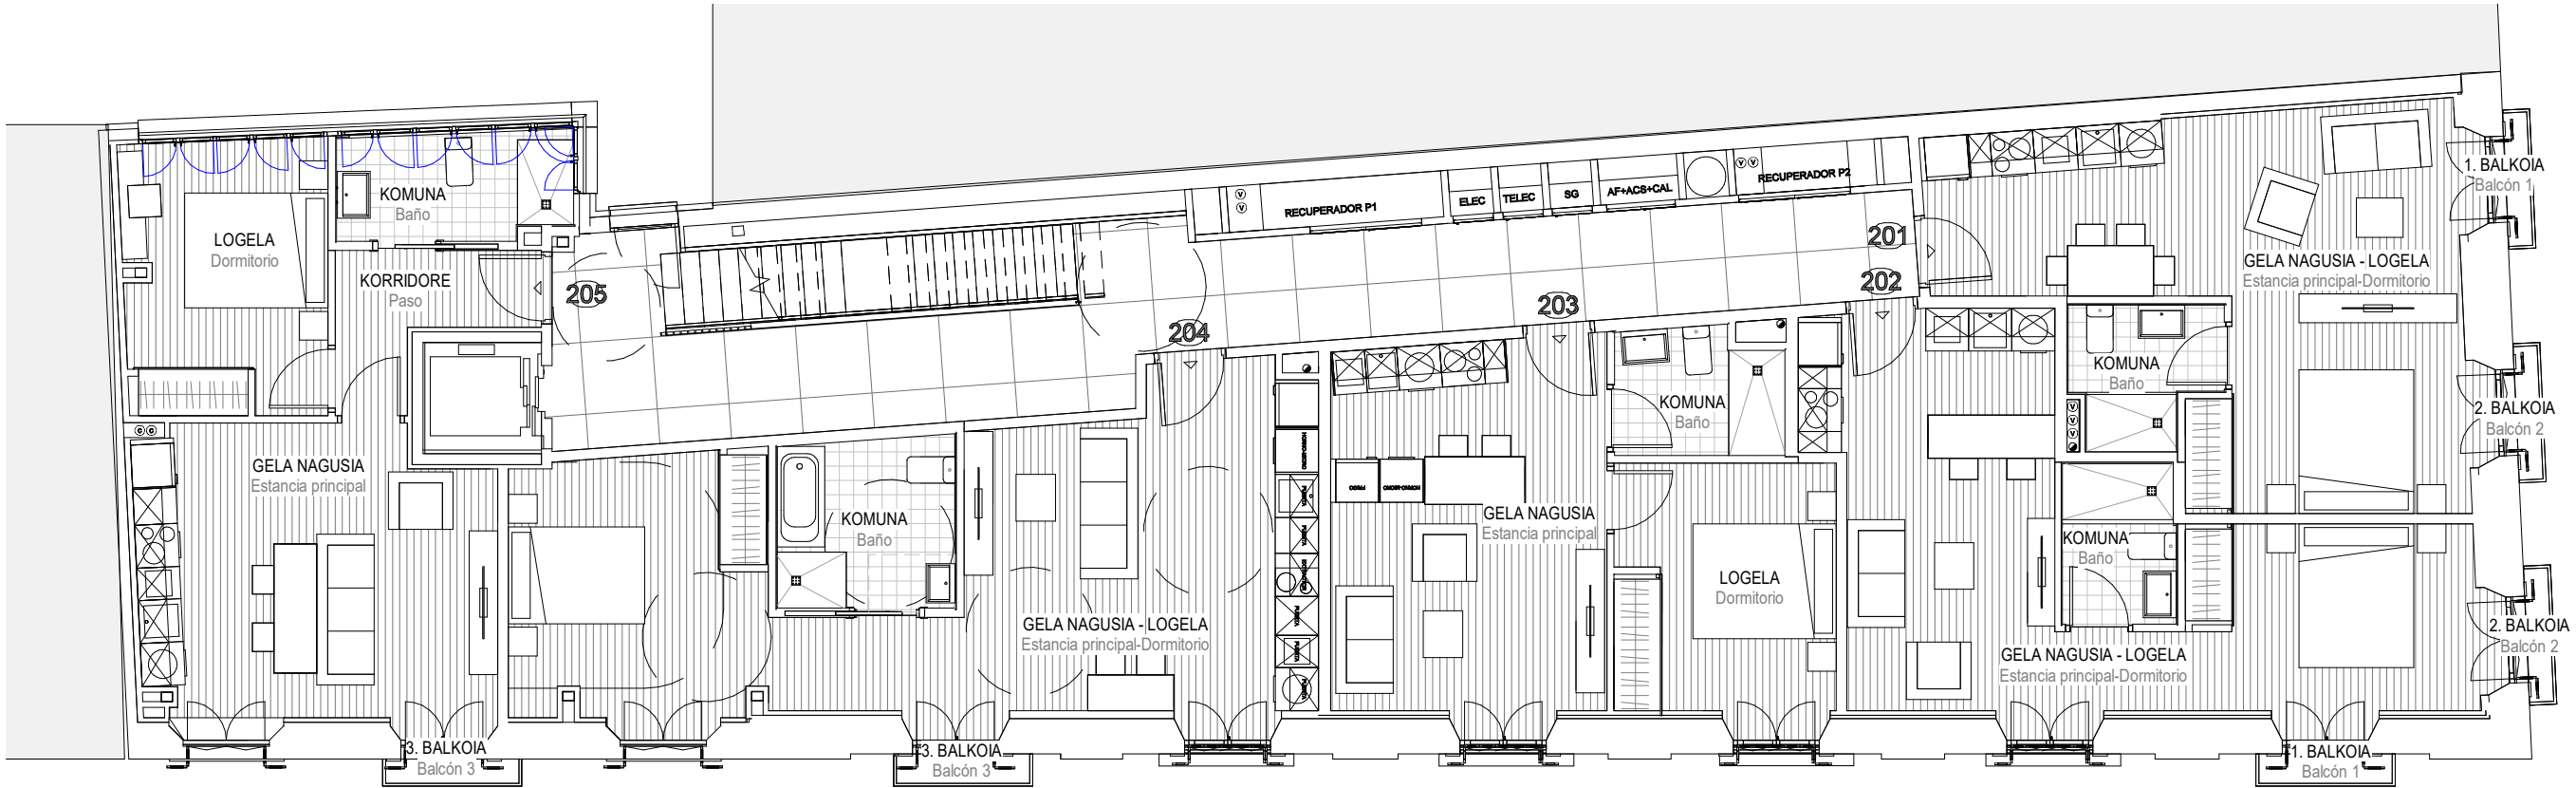 1. BALKOIA
Balcón 1
KOMUNA
Baño
RECUPERADOR P1
ELEC
TELEC
SG
AF+ACS+CAL
RECUPERADOR P2
LOGELA
Dormitorio
KORRIDORE
Paso
205
204
203
201
202
GELA NAGUSIA - LOGELA
Estancia principal-Dormitorio
KOMUNA
Baño
KOMUNA
Baño
2. BALKOIA
Balcón 2
GELA NAGUSIA
Estancia principal
KOMUNA
Baño
GELA NAGUSIA
Estancia principal
KOMUNA
Baño
LOGELA
Dormitorio
GELA NAGUSIA - LOGELA
Estancia principal-Dormitorio
GELA NAGUSIA - LOGELA
Estancia principal-Dormitorio
2. BALKOIA
Balcón 2
3. BALKOIA
Balcón 3
3. BALKOIA
Balcón 3
1. BALKOIA
Balcón 1